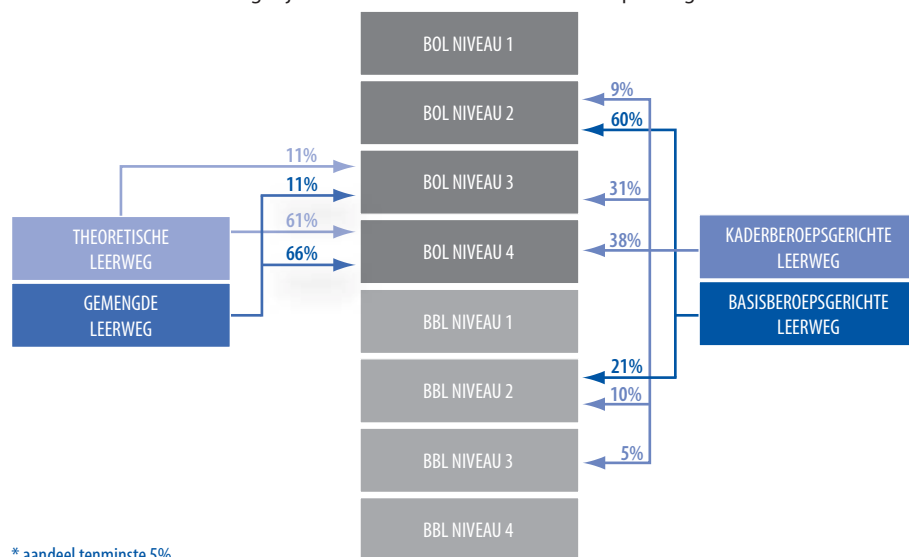 BOL NIVEAU 1
BOL NIVEAU 2
9%
60%
11%
11%
BOL NIVEAU 3
31%
THEORETISCHE
LEERWEG
61%
66%
BOL NIVEAU 4
38%
KADERBEROEPSGERICHTE
LEERWEG
GEMENGDE
LEERWEG
BBL NIVEAU 1
BASISBEROEPSGERICHTE
LEERWEG
BBL NIVEAU 2
21%
10%
BBL NIVEAU 3
5%
BBL NIVEAU 4
* aandeel tenminste 5%